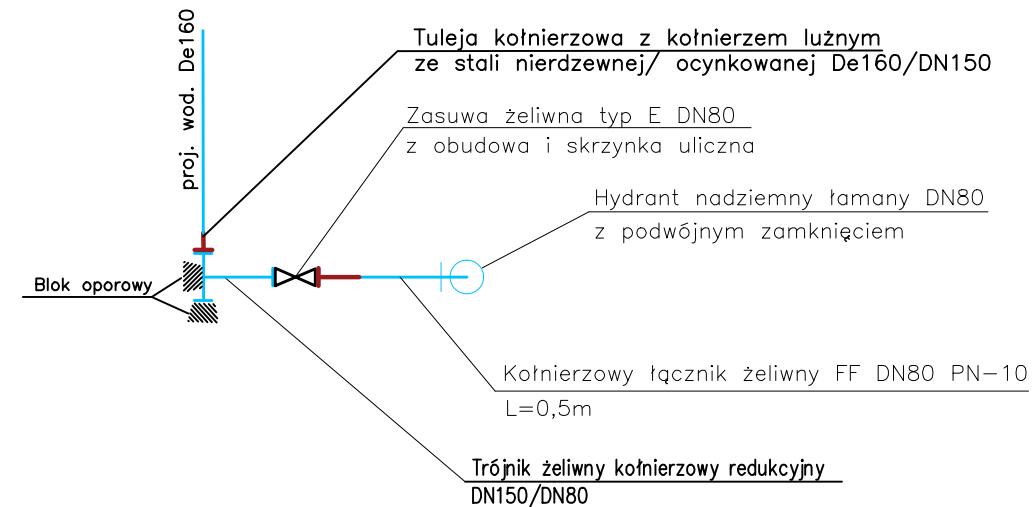 proj. wod. De160
Tuleja kołnierzowa z kołnierzem lużnym
ze stali nierdzewnej/ ocynkowanej De160/DN150
Zasuwa żeliwna typ E DN80
z obudowa i skrzynka uliczna
Hydrant nadziemny łamany DN80
z podwójnym zamknięciem
Blok oporowy
Kołnierzowy łącznik żeliwny FF DN80 PN-10
L=0,5m
Trójnik żeliwny kołnierzowy redukcyjny
DN150/DN80